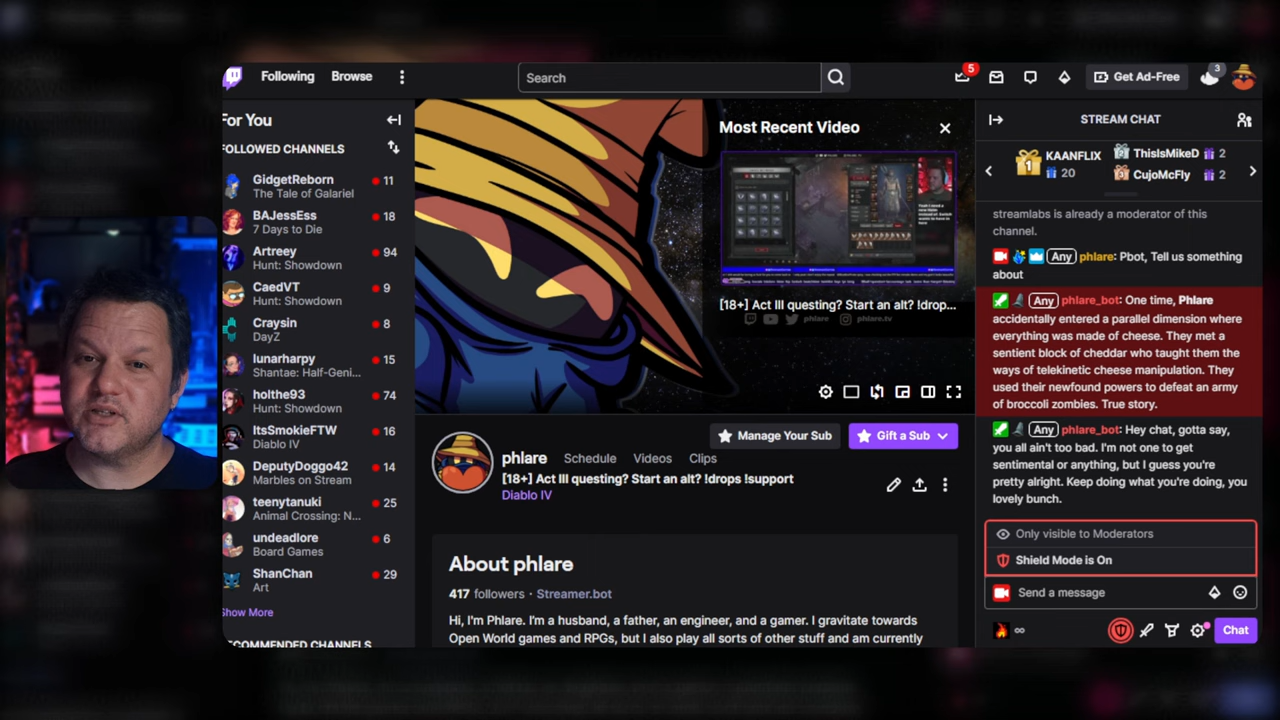 Following
Browse
Search
5
Get Ad-Free
3
For You
FOLLOWED CHANNELS
GidgetReborn 11
The Tale of Galariel
BAJessEss 18
7 Days to Die
Artreey 94
Hunt: Showdown
CaedVT 9
Hunt: Showdown
Craysin 8
DayZ
lunarharpy 15
Shantae: Half-Geni...
holthe93 74
Hunt: Showdown
ItsSmokieFTW 16
Diablo IV
DeputyDoggo42 14
Marbles on Stream
teenytanuki 25
Animal Crossing: N...
undeadlore 6
Board Games
ShanChan 29
Art
Show More
RECOMMENDED CHANNELS
Most Recent Video
[18+] Act III questing? Start an alt? !drop...
phlare
phlare.tv
Manage Your Sub
Gift a Sub
phlare
Schedule
Videos
Clips
[18+] Act III questing? Start an alt? !drops !support
Diablo IV
About phlare
417 followers · Streamer.bot
Hi, I'm Phlare. I'm a husband, a father, an engineer, and a gamer. I gravitate towards
Open World games and RPGs, but I also play all sorts of other stuff and am currently
STREAM CHAT
1
KAANFLIX
20
ThisIsMikeD 2
CujoMcFly 2
streamlabs is already a moderator of this
channel.
Any phlare: Pbot, Tell us something
about
Any phlare_bot: One time, Phlare
accidentally entered a parallel dimension where
everything was made of cheese. They met a
sentient block of cheddar who taught them the
ways of telekinetic cheese manipulation. They
used their newfound powers to defeat an army
of broccoli zombies. True story.
Any phlare_bot: Hey chat, gotta say,
you all ain't too bad. I'm not one to get
sentimental or anything, but I guess you're
pretty alright. Keep doing what you're doing, you
lovely bunch.
Only visible to Moderators
Shield Mode is On
Send a message
∞
Chat